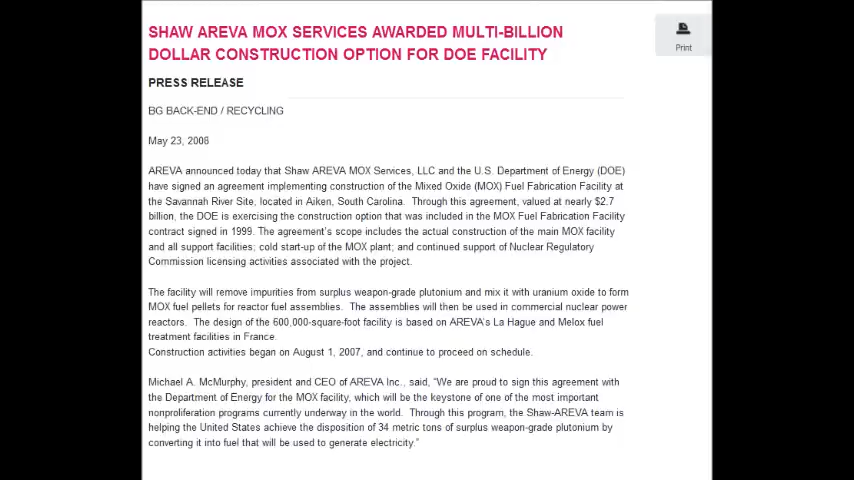 SHAW AREVA MOX SERVICES AWARDED MULTI-BILLION
DOLLAR CONSTRUCTION OPTION FOR DOE FACILITY
Print
PRESS RELEASE
BG BACK-END / RECYCLING
May 23, 2008
AREVA announced today that Shaw AREVA MOX Services, LLC and the U.S. Department of Energy (DOE)
have signed an agreement implementing construction of the Mixed Oxide (MOX) Fuel Fabrication Facility at
the Savannah River Site, located in Aiken, South Carolina. Through this agreement, valued at nearly $2.7
billion, the DOE is exercising the construction option that was included in the MOX Fuel Fabrication Facility
contract signed in 1999. The agreement's scope includes the actual construction of the main MOX facility
and all support facilities; cold start-up of the MOX plant; and continued support of Nuclear Regulatory
Commission licensing activities associated with the project.
The facility will remove impurities from surplus weapon-grade plutonium and mix it with uranium oxide to form
MOX fuel pellets for reactor fuel assemblies. The assemblies will then be used in commercial nuclear power
reactors. The design of the 600,000-square-foot facility is based on AREVA's La Hague and Melox fuel
treatment facilities in France.
Construction activities began on August 1, 2007, and continue to proceed on schedule.
Michael A. McMurphy, president and CEO of AREVA Inc., said, "We are proud to sign this agreement with
the Department of Energy for the MOX facility, which will be the keystone of one of the most important
nonproliferation programs currently underway in the world. Through this program, the Shaw-AREVA team is
helping the United States achieve the disposition of 34 metric tons of surplus weapon-grade plutonium by
converting it into fuel that will be used to generate electricity."